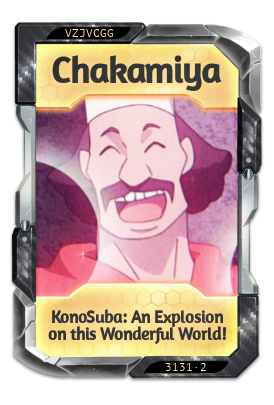 VZJVCGG
Chakamiya
KonoSuba: An Explosion
on this Wonderful World!
3131·2